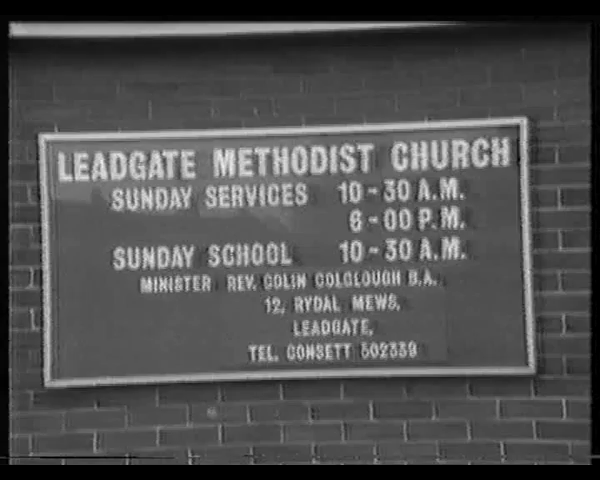 LEADGATE METHODIST CHURCH
SUNDAY SERVICES 10-30 A.M.
6-00 P.M.
SUNDAY SCHOOL 10-30 A.M.
MINISTER REV. COLIN COLCLOUGH B.A.
12, RYDAL MEWS,
LEADGATE,
TEL. CONSETT 502339